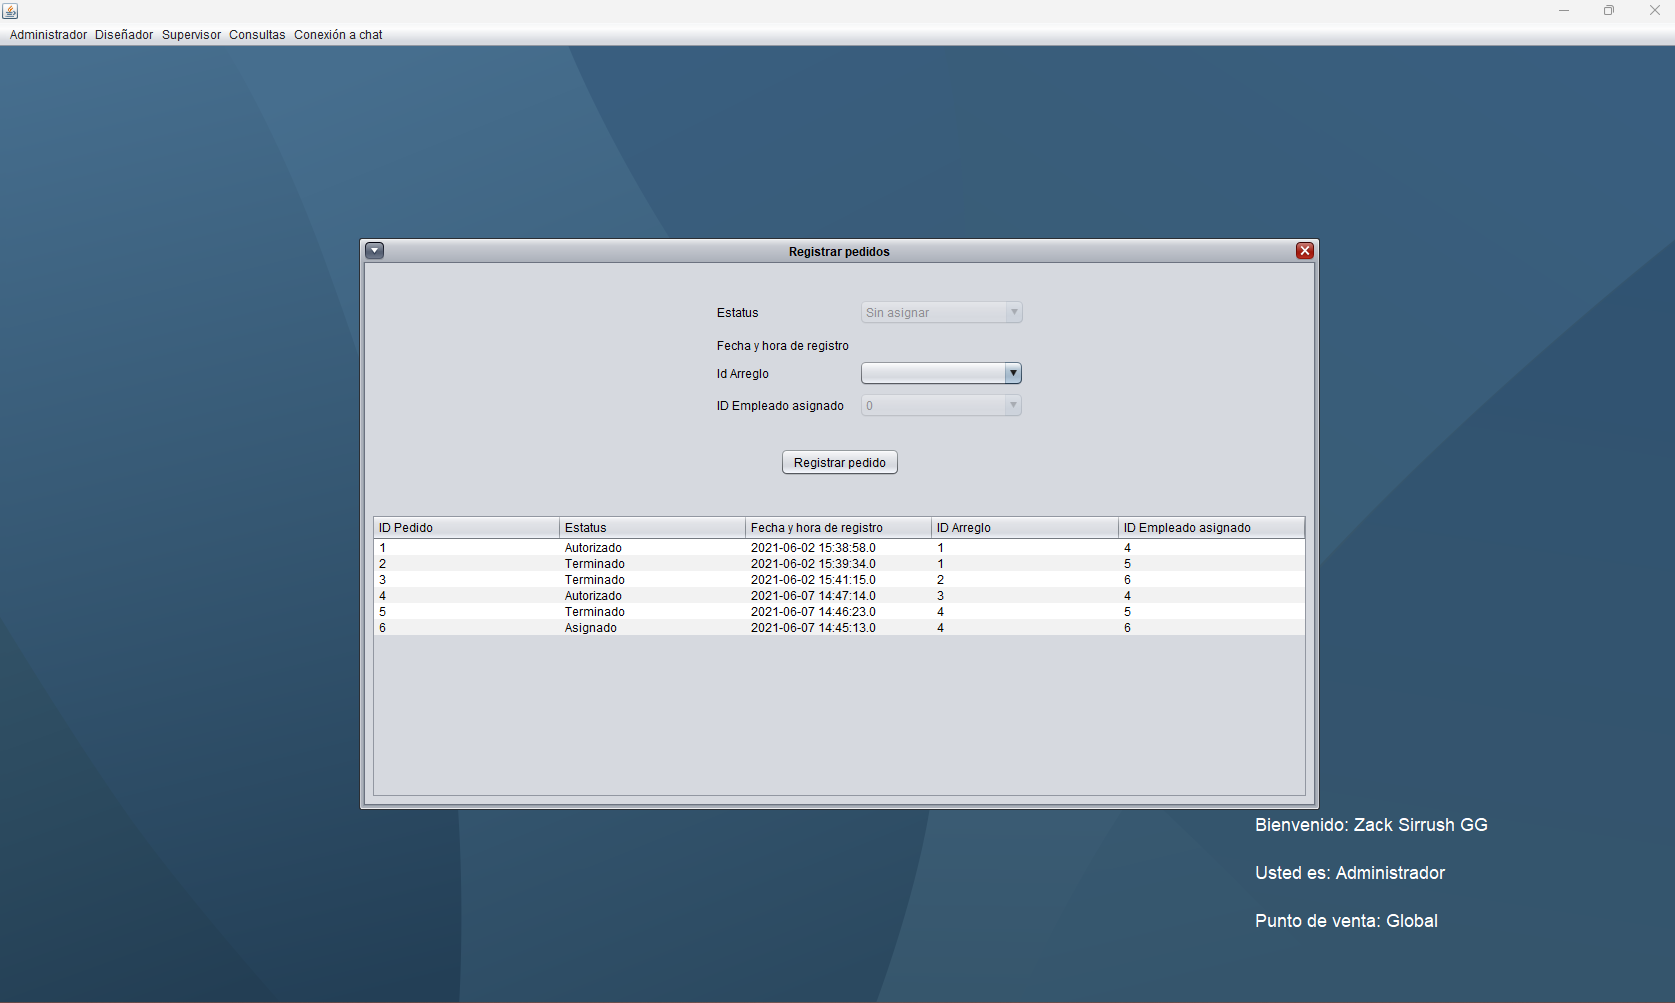 Administrador Diseñador Supervisor Consultas Conexión a chat
Registrar pedidos
Estatus Sin asignar
Fecha y hora de registro
Id Arreglo
ID Empleado asignado 0
Registrar pedido
ID Pedido Estatus Fecha y hora de registro ID Arreglo ID Empleado asignado
1 Autorizado 2021-06-02 15:38:58.0 1 4
2 Terminado 2021-06-02 15:39:34.0 1 5
3 Terminado 2021-06-02 15:41:15.0 2 6
4 Autorizado 2021-06-07 14:47:14.0 3 4
5 Terminado 2021-06-07 14:46:23.0 4 5
6 Asignado 2021-06-07 14:45:13.0 4 6
Bienvenido: Zack Sirrush GG
Usted es: Administrador
Punto de venta: Global